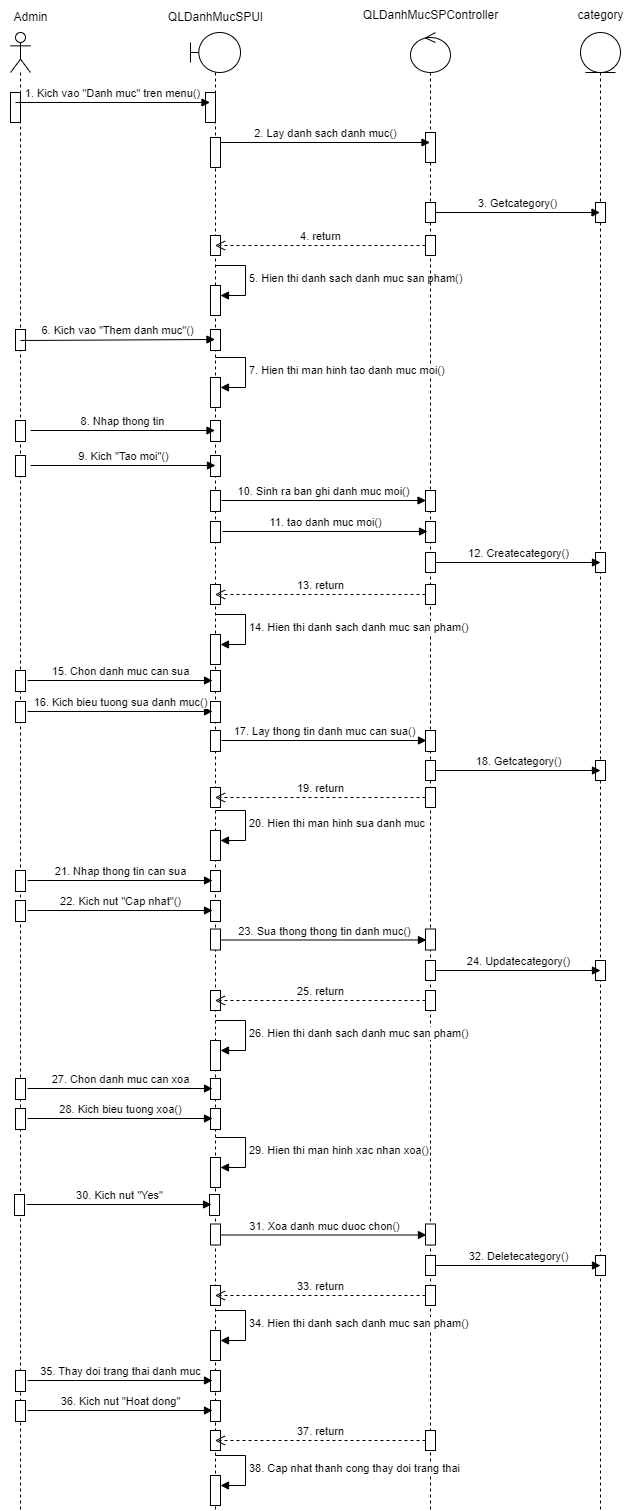 Admin
QLDanhMucSPUI
QLDanhMucSPController
category
1. Kich vao "Danh muc" tren menu()
2. Lay danh sach danh muc()
3. Getcategory()
4. return
5. Hien thi danh sach danh muc san pham()
6. Kich vao "Them danh muc"()
7. Hien thi man hinh tao danh muc moi()
8. Nhap thong tin
9. Kich "Tao moi"()
10. Sinh ra ban ghi danh muc moi()
11. tao danh muc moi()
12. Createcategory()
13. return
14. Hien thi danh sach danh muc san pham()
15. Chon danh muc can sua
16. Kich bieu tuong sua danh muc()
17. Lay thong tin danh muc can sua()
18. Getcategory()
19. return
20. Hien thi man hinh sua danh muc
21. Nhap thong tin can sua
22. Kich nut "Cap nhat"()
23. Sua thong thong tin danh muc()
24. Updatecategory()
25. return
26. Hien thi danh sach danh muc san pham()
27. Chon danh muc can xoa
28. Kich bieu tuong xoa()
29. Hien thi man hinh xac nhan xoa()
30. Kich nut "Yes"
31. Xoa danh muc duoc chon()
32. Deletecategory()
33. return
34. Hien thi danh sach danh muc san pham()
35. Thay doi trang thai danh muc
36. Kich nut "Hoat dong"
37. return
38. Cap nhat thanh cong thay doi trang thai